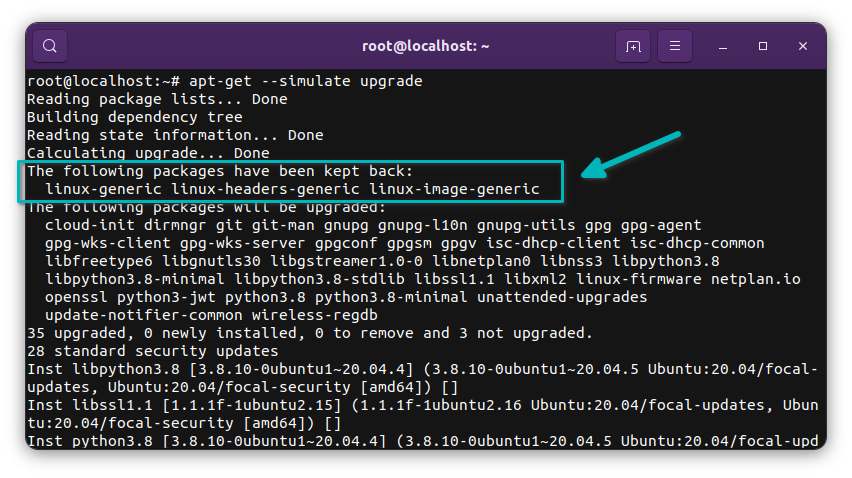 root@localhost: ~
root@localhost:~# apt-get --simulate upgrade
Reading package lists... Done
Building dependency tree
Reading state information... Done
Calculating upgrade... Done
The following packages have been kept back:
  linux-generic linux-headers-generic linux-image-generic
The following packages will be upgraded:
  cloud-init dirmngr git git-man gnupg gnupg-l10n gnupg-utils gpg gpg-agent
  gpg-wks-client gpg-wks-server gpgconf gpgsm gpgv isc-dhcp-client isc-dhcp-common
  libfreetype6 libgnutls30 libgstreamer1.0-0 libnetplan0 libnss3 libpython3.8
  libpython3.8-minimal libpython3.8-stdlib libssl1.1 libxml2 linux-firmware netplan.io
  openssl python3-jwt python3.8 python3.8-minimal unattended-upgrades
  update-notifier-common wireless-regdb
35 upgraded, 0 newly installed, 0 to remove and 3 not upgraded.
28 standard security updates
Inst libpython3.8 [3.8.10-0ubuntu1~20.04.4] (3.8.10-0ubuntu1~20.04.5 Ubuntu:20.04/focal-
updates, Ubuntu:20.04/focal-security [amd64]) []
Inst libssl1.1 [1.1.1f-1ubuntu2.15] (1.1.1f-1ubuntu2.16 Ubuntu:20.04/focal-updates, Ubun
tu:20.04/focal-security [amd64]) []
Inst python3.8 [3.8.10-0ubuntu1~20.04.4] (3.8.10-0ubuntu1~20.04.5 Ubuntu:20.04/focal-upd